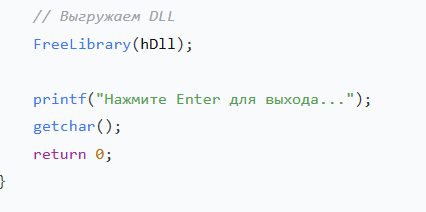 // Выгружаем DLL
FreeLibrary(hDll);
printf("Нажмите Enter для выхода...");
getchar();
return 0;
}